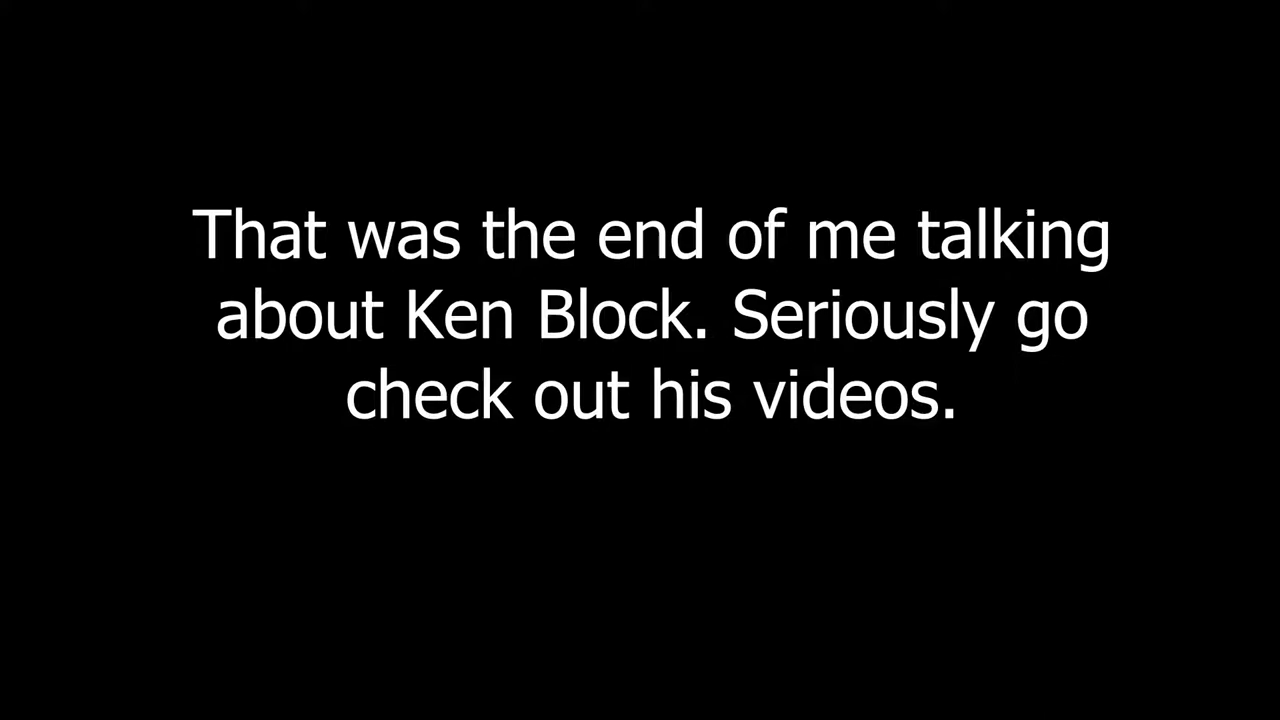 That was the end of me talking
about Ken Block. Seriously go
check out his videos.